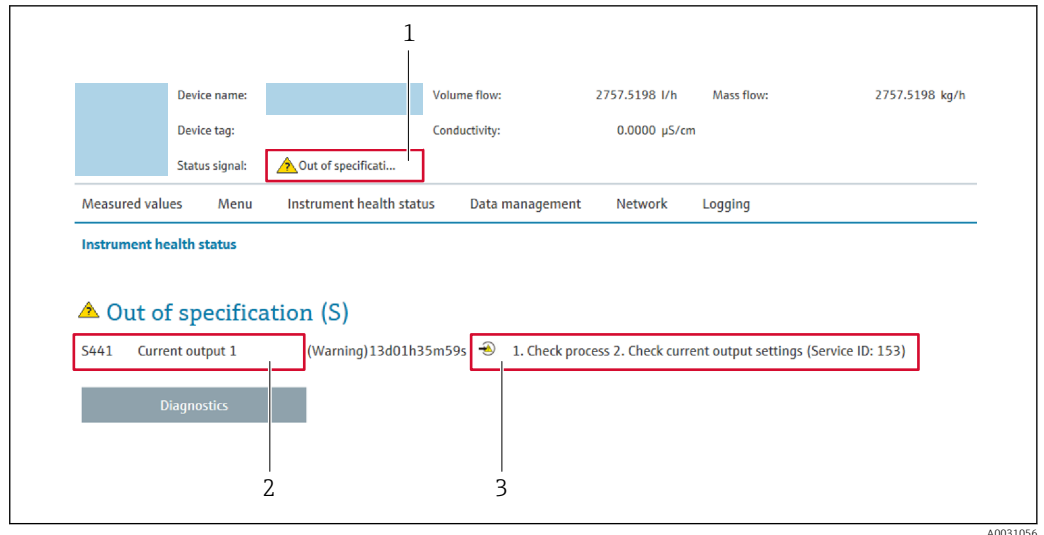 1
Device name: Volume flow: 2757.5198 l/h Mass flow: 2757.5198 kg/h
Device tag: Conductivity: 0.0000 µS/cm
Status signal: Out of specificati...
Measured values Menu Instrument health status Data management Network Logging
Instrument health status
Out of specification (S)
S441 Current output 1 (Warning)13d01h35m59s 1. Check process 2. Check current output settings (Service ID: 153)
Diagnostics
2 3
A0031056